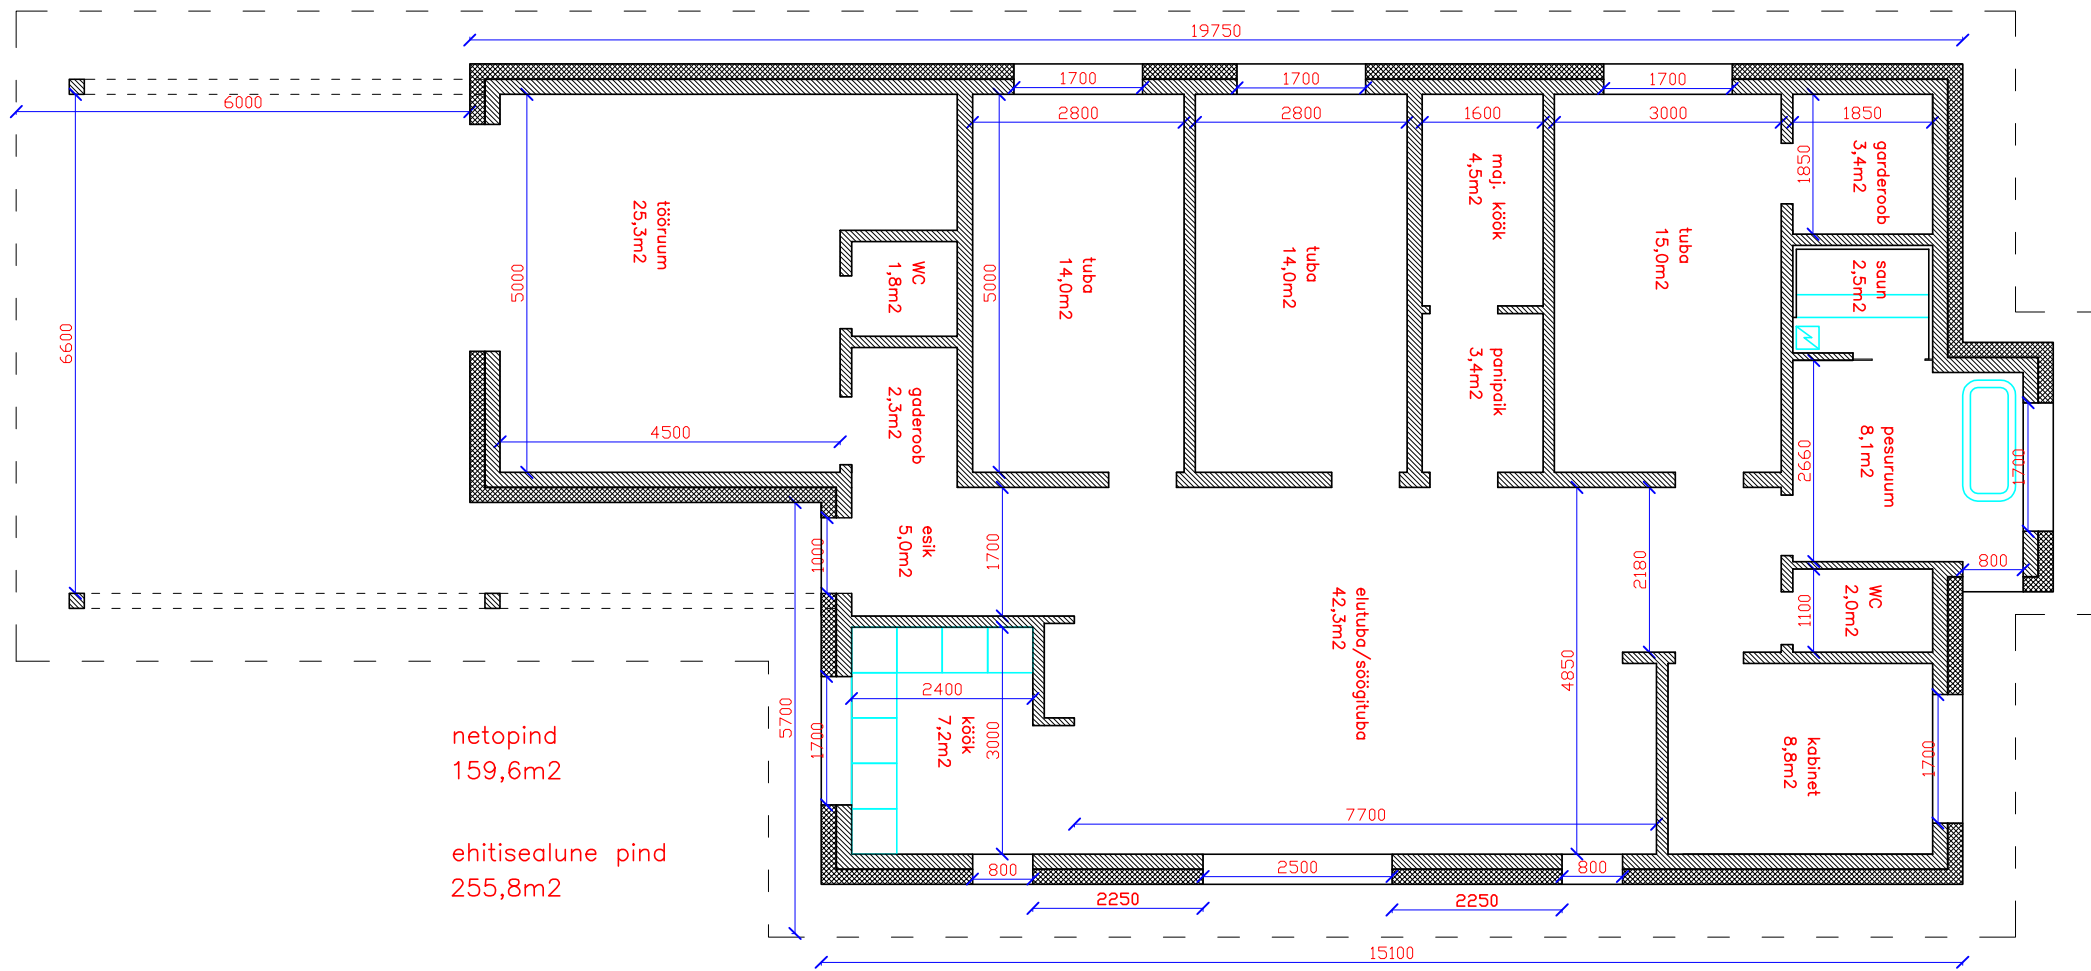 19750
6000
1700
1700
1700
2800
2800
1600
3000
1850
1850
garderoob
3,4m2
maj. köök
4,5m2
tööruum
25,3m2
5000
WC
1,8m2
5000
tuba
14,0m2
tuba
14,0m2
tuba
15,0m2
saun
2,5m2
6600
panipaik
3,4m2
gaderoob
2,3m2
4500
2660
pesuruum
8,1m2
1700
esik
5,0m2
1000
1700
2180
800
1100
WC
2,0m2
elutuba/söögituba
42,3m2
4850
2400
köök
7,2m2
3000
1700
5700
kabinet
8,8m2
1700
7700
netopind
159,6m2
ehitisealune pind
255,8m2
800
2500
800
2250
2250
15100